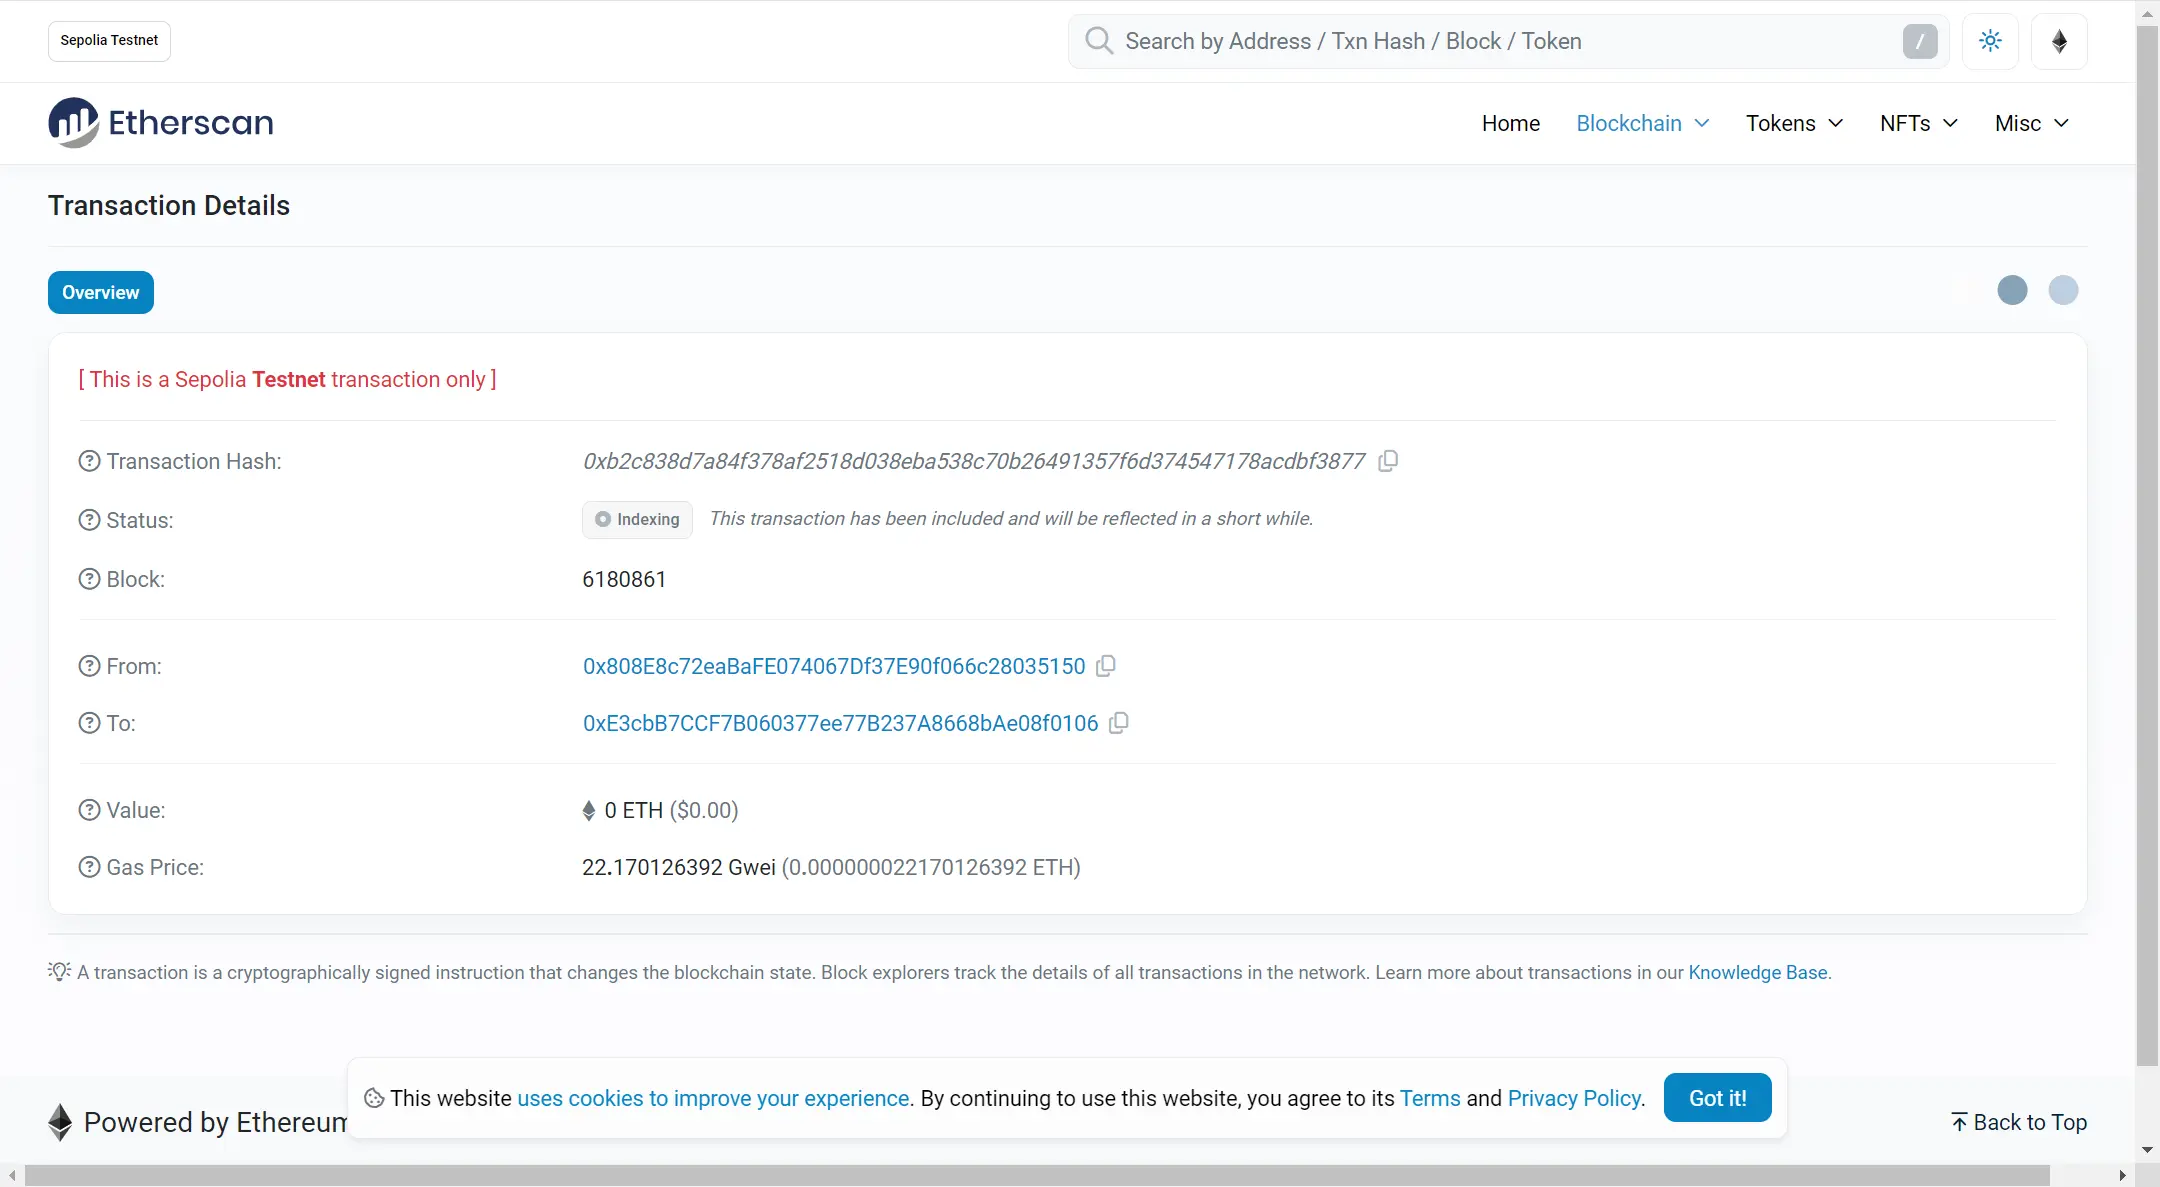 Sepolia Testnet
Search by Address / Txn Hash / Block / Token
/
Etherscan
Home Blockchain Tokens NFTs Misc
Transaction Details
Overview
[ This is a Sepolia Testnet transaction only ]
Transaction Hash: 0xb2c838d7a84f378af2518d038eba538c70b26491357f6d374547178acdbf3877
Status: Indexing This transaction has been included and will be reflected in a short while.
Block: 6180861
From: 0x808E8c72eaBaFE074067Df37E90f066c28035150
To: 0xE3cbB7CCF7B060377ee77B237A8668bAe08f0106
Value: 0 ETH ($0.00)
Gas Price: 22.170126392 Gwei (0.000000022170126392 ETH)
A transaction is a cryptographically signed instruction that changes the blockchain state. Block explorers track the details of all transactions in the network. Learn more about transactions in our Knowledge Base.
This website uses cookies to improve your experience. By continuing to use this website, you agree to its Terms and Privacy Policy. Got it!
Powered by Ethereum
Back to Top